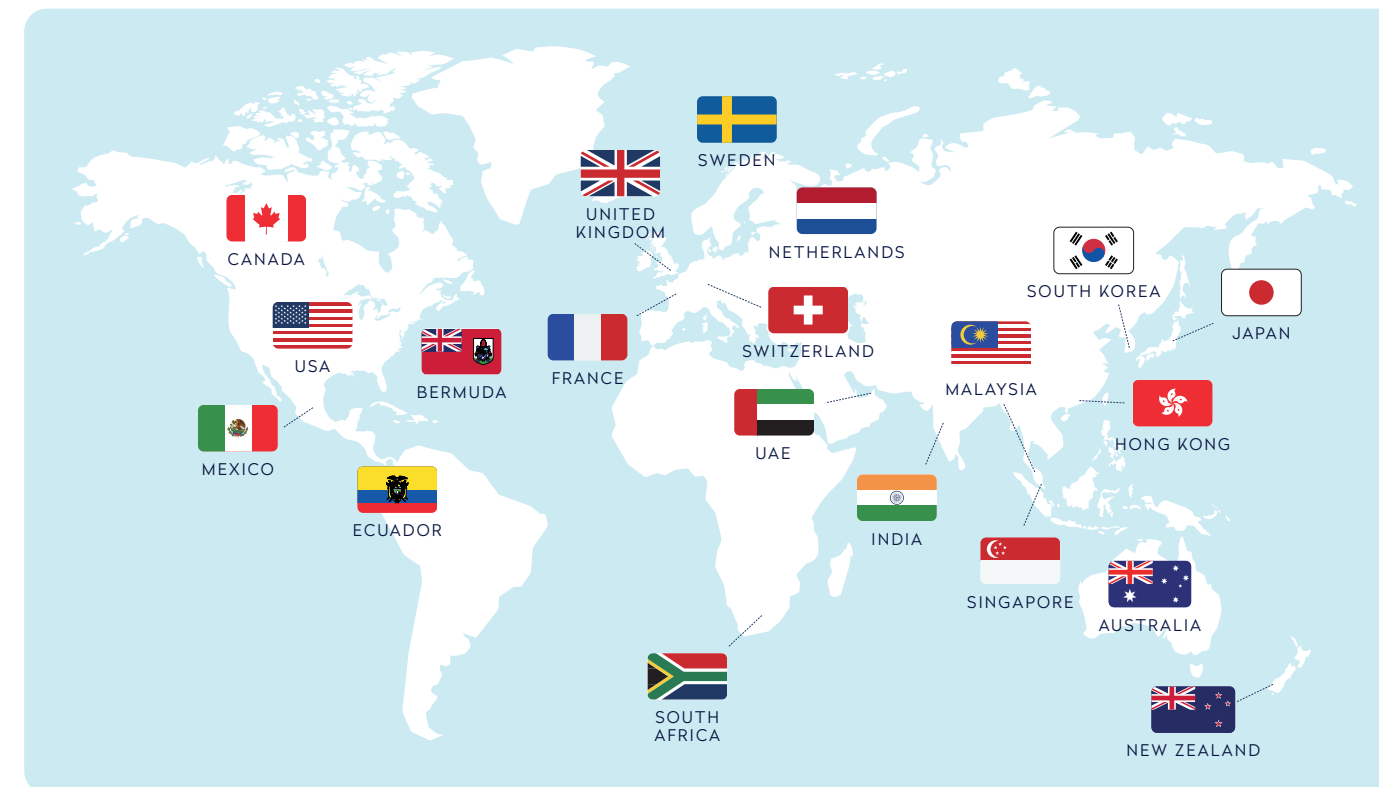 SWEDEN
UNITED
KINGDOM
NETHERLANDS
CANADA
SOUTH KOREA
JAPAN
USA
SWITZERLAND
FRANCE
BERMUDA
MALAYSIA
HONG KONG
UAE
MEXICO
ECUADOR
INDIA
SINGAPORE
AUSTRALIA
SOUTH
AFRICA
NEW ZEALAND